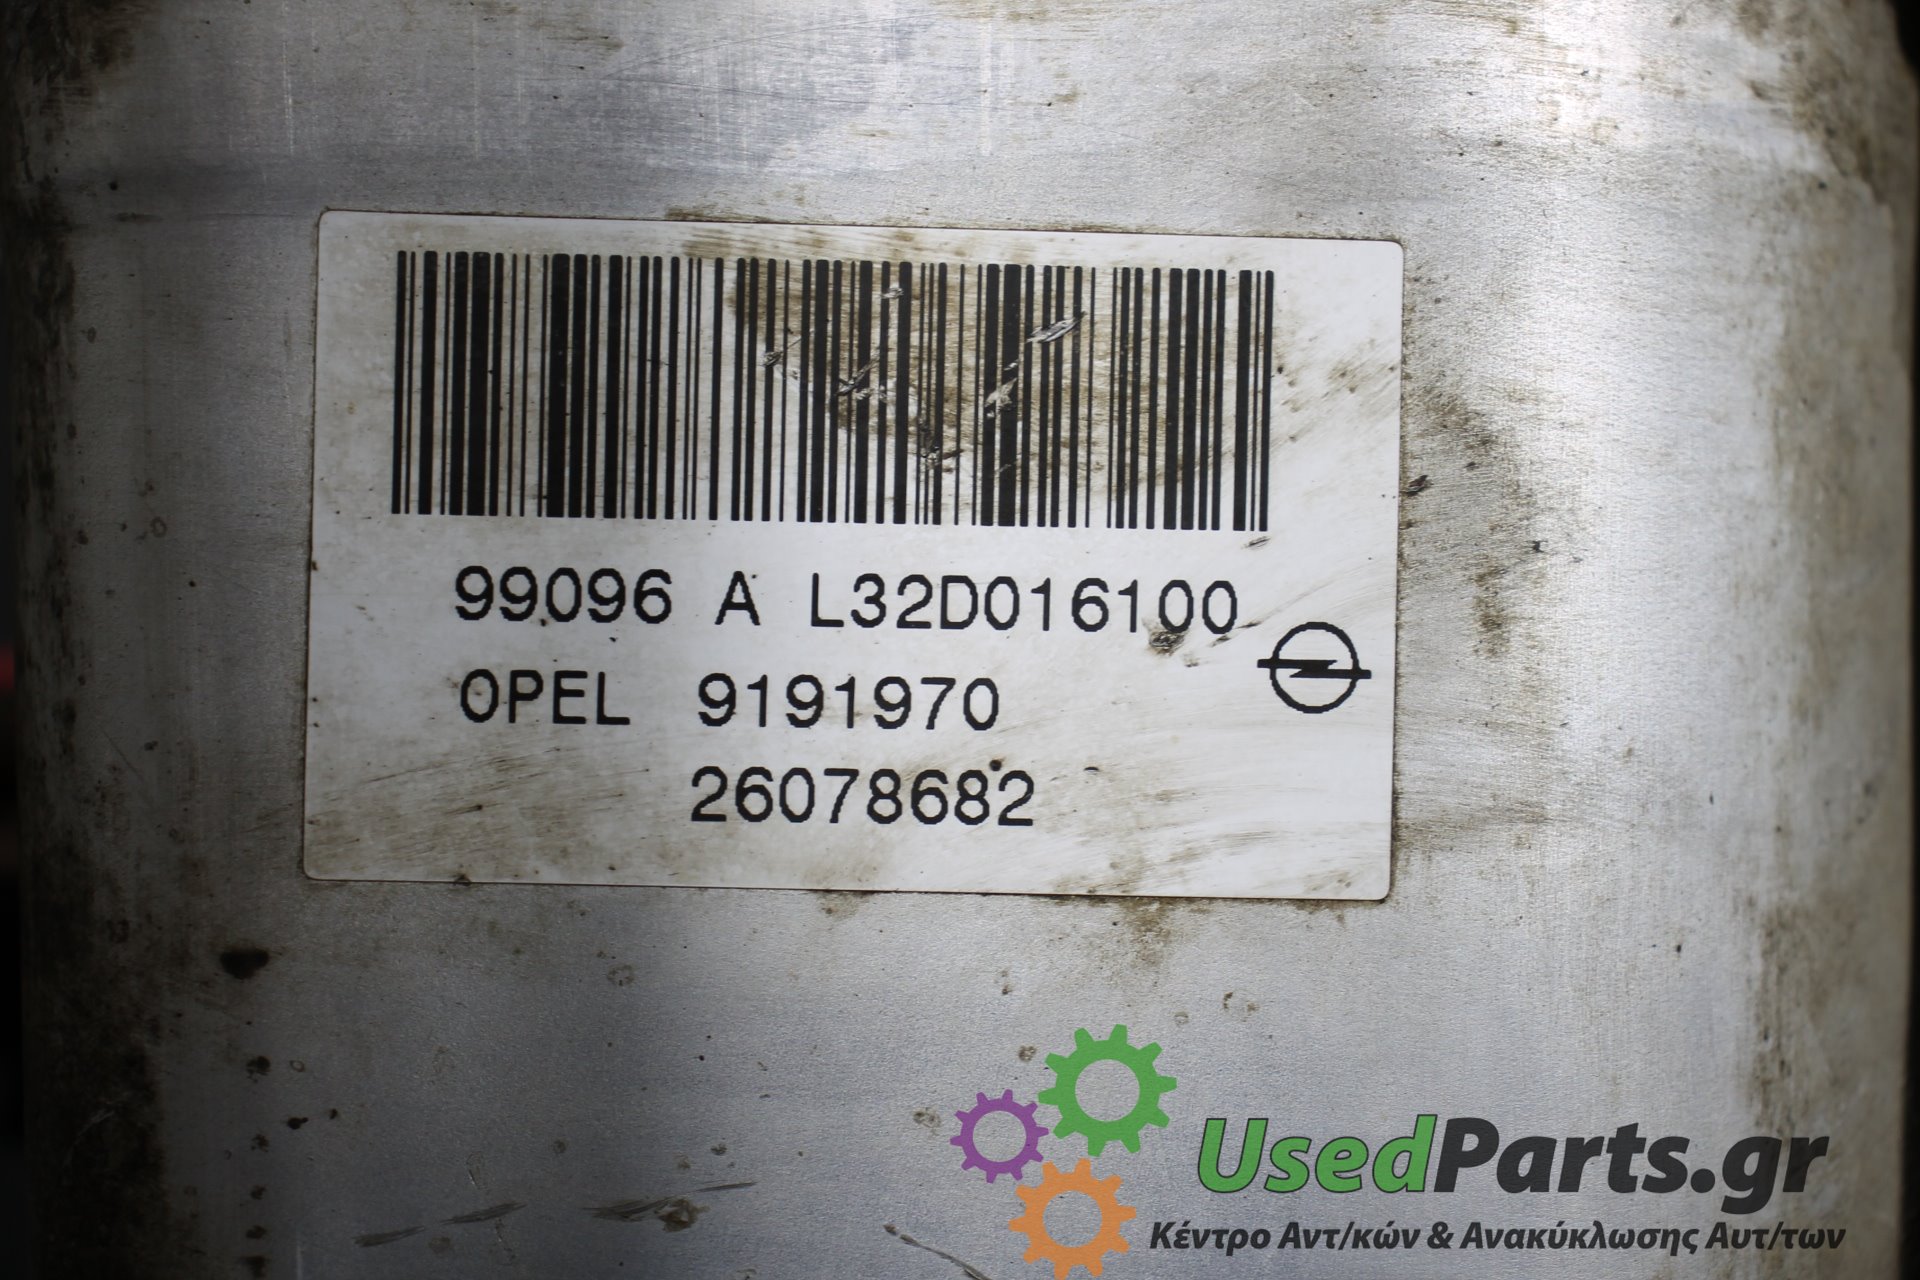 99096 A L32D016100
OPEL 9191970
26078682
UsedParts.gr
Κέντρο Αντ/κών & Ανακύκλωσης Αυτ/των